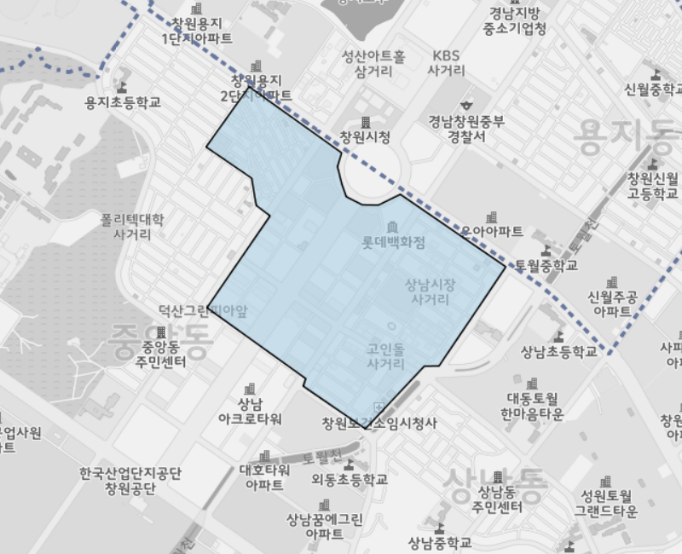 창원용지
1단지아파트
경남지방
중소기업청
성산아트홀
삼거리
KBS
사거리
창원용지
2단지아파트
용지초등학교
신월중학교
창원시청
경남창원중부
경찰서
용지동
창원신월
고등학교
폴리텍대학
사거리
롯데백화점
은아아파트
토월천
토월중학교
상남시장
사거리
신월주공
아파트
덕산그린피아앞
중앙동
중앙동
주민센터
고인돌
사거리
상남초등학교
상남
아크로타워
대동토월
한마음타운
창원보건소임시청사
토월천
한국산업단지공단
창원공단
대호타워
아파트
외동초등학교
상남동
상남동
주민센터
성원토월
그랜드타운
상남꿈에그린
아파트
상남중학교